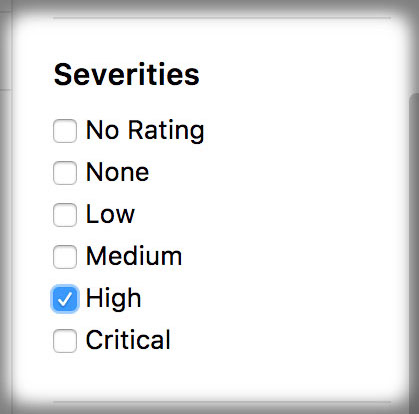 Severities
No Rating
None
Low
Medium
High
Critical